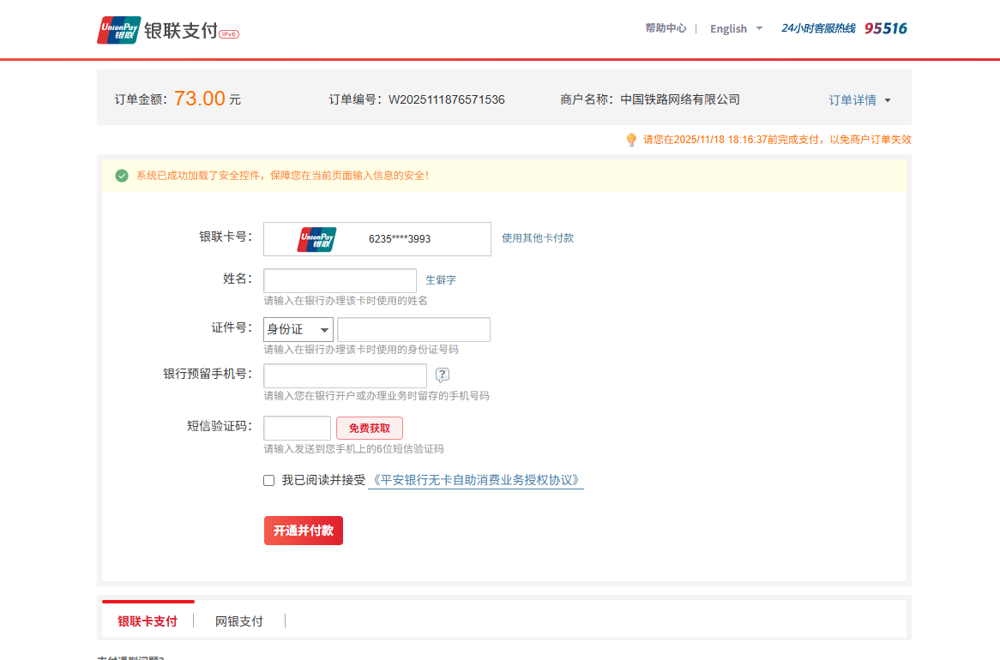 UnionPay 银联 银联支付 IPv6 帮助中心 | English 24小时客服热线 95516
订单金额：73.00 元 订单编号：W2025111876571536 商户名称：中国铁路网络有限公司 订单详情
请您在2025/11/18 18:16:37前完成支付，以免商户订单失效
系统已成功加载了安全控件，保障您在当前页面输入信息的安全！
银联卡号： UnionPay 银联 6235****3993 使用其他卡付款
姓名： 生僻字
请输入在银行办理该卡时使用的姓名
证件号： 身份证
请输入在银行办理该卡时使用的身份证号码
银行预留手机号： ?
请输入您在银行开户或办理业务时留存的手机号码
短信验证码： 免费获取
请输入发送到您手机上的6位短信验证码
我已阅读并接受《平安银行无卡自助消费业务授权协议》
开通并付款
银联卡支付 网银支付
支付遇到问题?